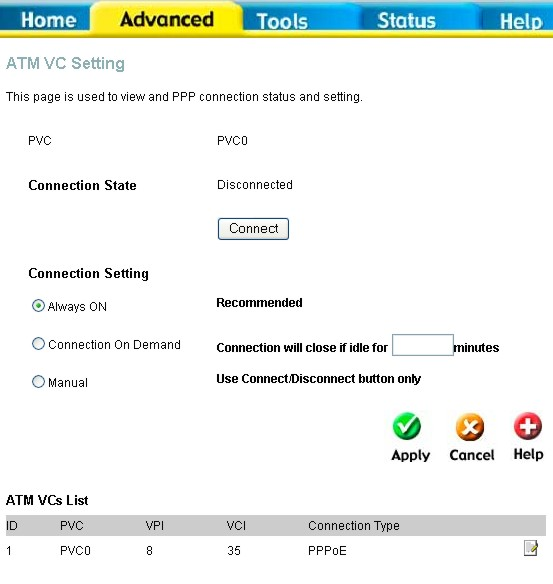 Home Advanced Tools Status Help
ATM VC Setting
This page is used to view and PPP connection status and setting.
PVC PVC0
Connection State Disconnected
Connect
Connection Setting
Always ON Recommended
Connection On Demand Connection will close if idle for minutes
Manual Use Connect/Disconnect button only
Apply Cancel Help
ATM VCs List
ID PVC VPI VCI Connection Type
1 PVC0 8 35 PPPoE